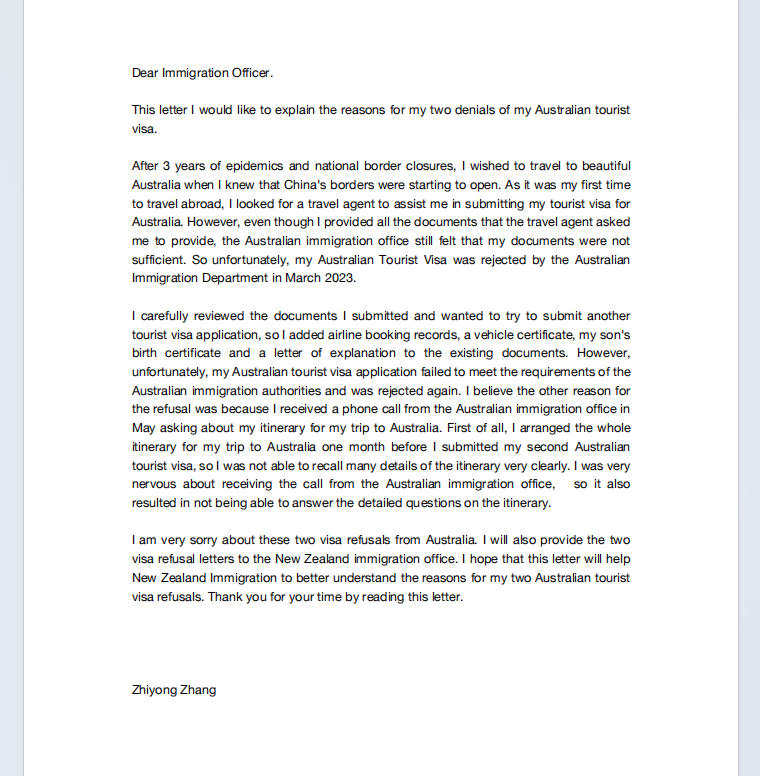 Dear Immigration Officer.
This letter I would like to explain the reasons for my two denials of my Australian tourist
visa.
After 3 years of epidemics and national border closures, I wished to travel to beautiful
Australia when I knew that China's borders were starting to open. As it was my first time
to travel abroad, I looked for a travel agent to assist me in submitting my tourist visa for
Australia. However, even though I provided all the documents that the travel agent asked
me to provide, the Australian immigration office still felt that my documents were not
sufficient. So unfortunately, my Australian Tourist Visa was rejected by the Australian
Immigration Department in March 2023.
I carefully reviewed the documents I submitted and wanted to try to submit another
tourist visa application, so I added airline booking records, a vehicle certificate, my son's
birth certificate and a letter of explanation to the existing documents. However,
unfortunately, my Australian tourist visa application failed to meet the requirements of the
Australian immigration authorities and was rejected again. I believe the other reason for
the refusal was because I received a phone call from the Australian immigration office in
May asking about my itinerary for my trip to Australia. First of all, I arranged the whole
itinerary for my trip to Australia one month before I submitted my second Australian
tourist visa, so I was not able to recall many details of the itinerary very clearly. I was very
nervous about receiving the call from the Australian immigration office, so it also
resulted in not being able to answer the detailed questions on the itinerary.
I am very sorry about these two visa refusals from Australia. I will also provide the two
visa refusal letters to the New Zealand immigration office. I hope that this letter will help
New Zealand Immigration to better understand the reasons for my two Australian tourist
visa refusals. Thank you for your time by reading this letter.
Zhiyong Zhang